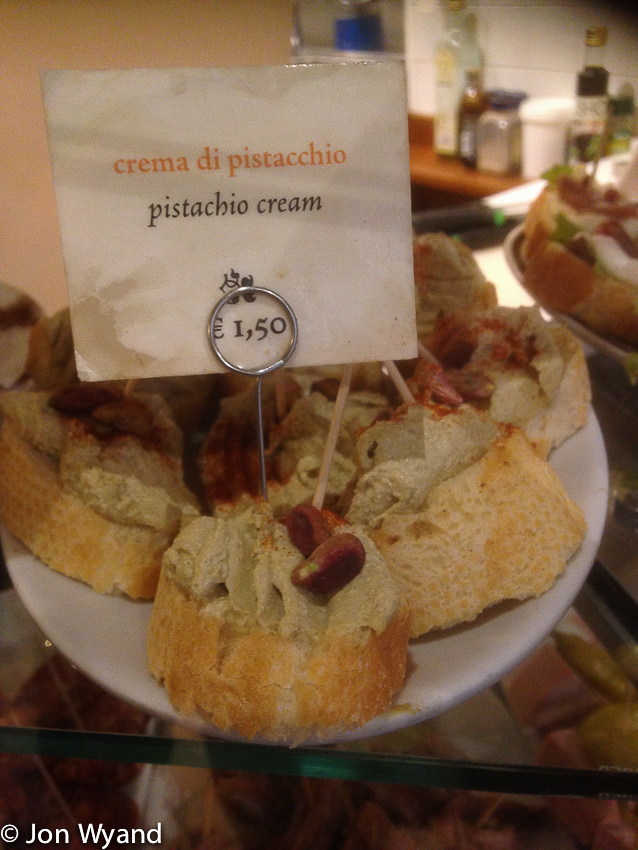 crema di pistacchio
pistachio cream
€ 1,50
© Jon Wyand